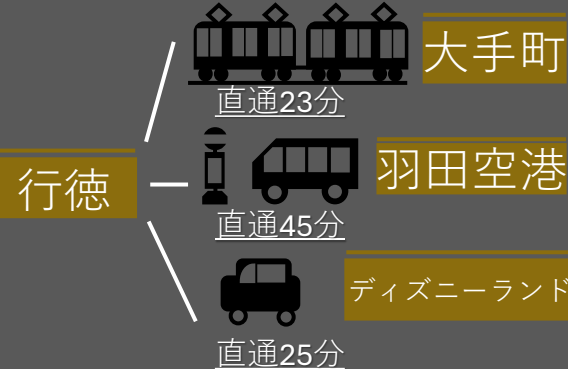 大手町
直通23分
行徳
羽田空港
直通45分
ディズニーランド
直通25分